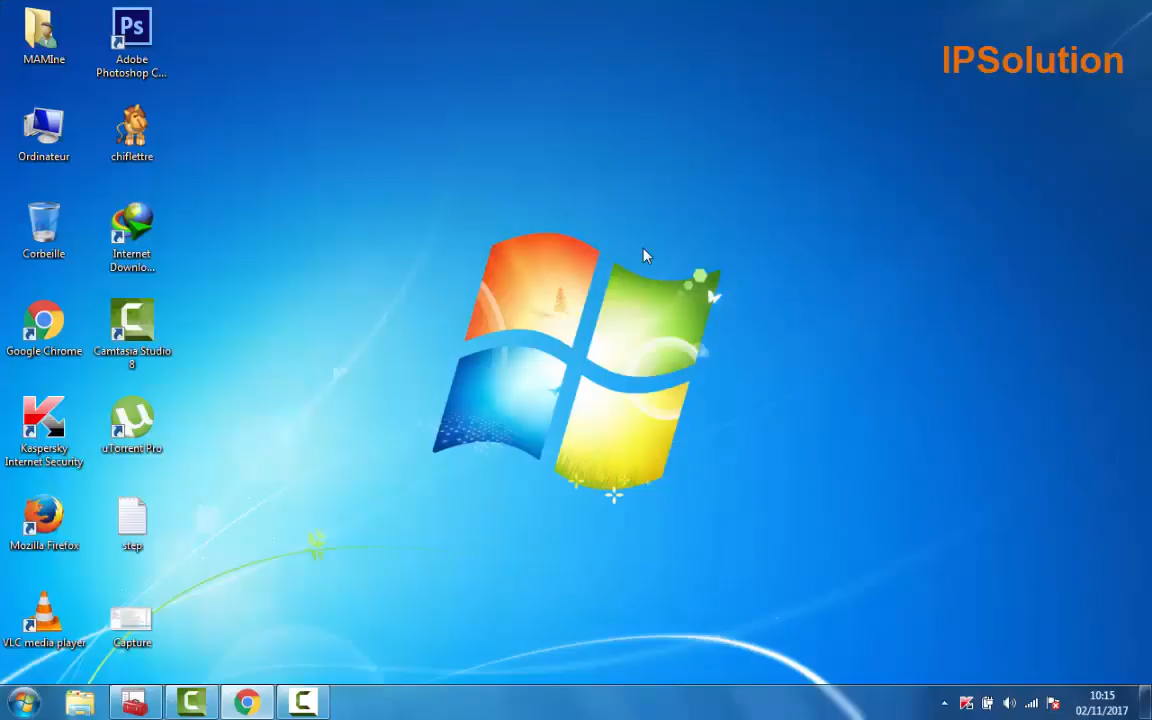 IPSolution
MAMIne
Ps
Adobe
Photoshop C...
Ordinateur
chiflettre
Corbeille
Internet
Downlo...
Google Chrome
Camtasia Studio
8
Kaspersky
Internet Security
uTorrent Pro
Mozilla Firefox
step
VLC media player
Capture
10:15
02/11/2017